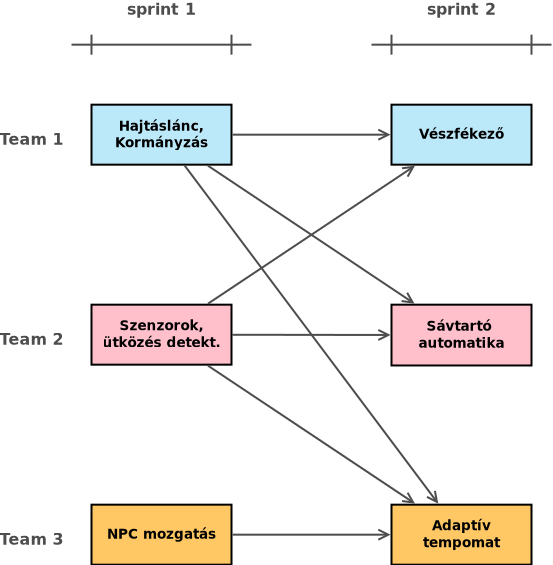 sprint 1
sprint 2
Team 1
Hajtáslánc,
Kormányzás
Vészfékező
Team 2
Szenzorok,
ütközés detekt.
Sávtartó
automatika
Team 3
NPC mozgatás
Adaptív
tempomat